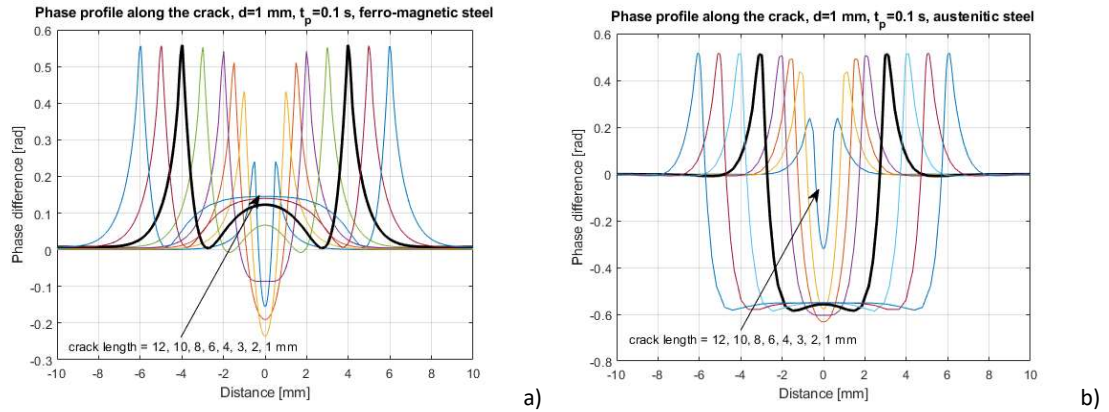 Phase profile along the crack, d=1 mm, tp=0.1 s, ferro-magnetic steel
0.6
0.5
0.4
0.3
0.2
0.1
0
-0.1
-0.2
-0.3
Phase difference [rad]
crack length = 12, 10, 8, 6, 4, 3, 2, 1 mm
-10 -8 -6 -4 -2 0 2 4 6 8 10
Distance [mm]
a)
Phase profile along the crack, d=1 mm, tp=0.1 s, austenitic steel
0.6
0.4
0.2
0
-0.2
-0.4
-0.6
-0.8
Phase difference [rad]
crack length = 12, 10, 8, 6, 4, 3, 2, 1 mm
-10 -8 -6 -4 -2 0 2 4 6 8 10
Distance [mm]
b)